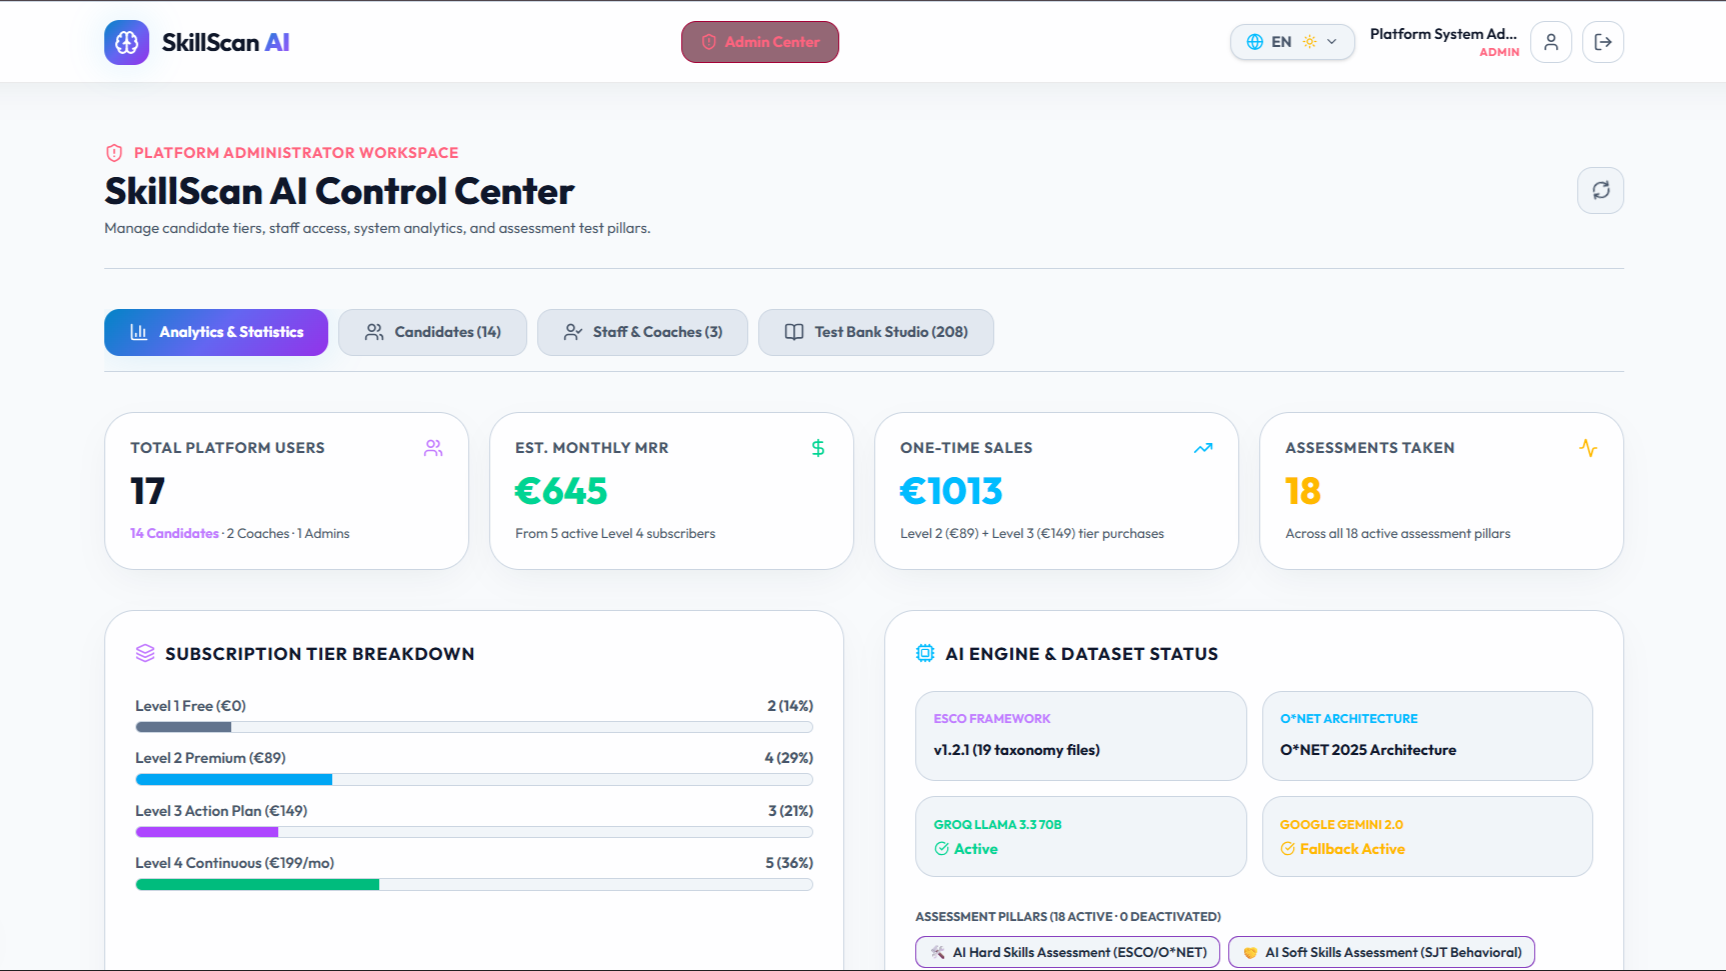 SkillScan AI
Admin Center
EN
Platform System Ad...
ADMIN
PLATFORM ADMINISTRATOR WORKSPACE
SkillScan AI Control Center
Manage candidate tiers, staff access, system analytics, and assessment test pillars.
Analytics & Statistics
Candidates (14)
Staff & Coaches (3)
Test Bank Studio (208)
TOTAL PLATFORM USERS
17
14 Candidates · 2 Coaches · 1 Admins
EST. MONTHLY MRR
€645
From 5 active Level 4 subscribers
ONE-TIME SALES
€1013
Level 2 (€89) + Level 3 (€149) tier purchases
ASSESSMENTS TAKEN
18
Across all 18 active assessment pillars
SUBSCRIPTION TIER BREAKDOWN
Level 1 Free (€0) 2 (14%)
Level 2 Premium (€89) 4 (29%)
Level 3 Action Plan (€149) 3 (21%)
Level 4 Continuous (€199/mo) 5 (36%)
AI ENGINE & DATASET STATUS
ESCO FRAMEWORK
v1.2.1 (19 taxonomy files)
O*NET ARCHITECTURE
O*NET 2025 Architecture
GROQ LLAMA 3.3 70B
Active
GOOGLE GEMINI 2.0
Fallback Active
ASSESSMENT PILLARS (18 ACTIVE · 0 DEACTIVATED)
AI Hard Skills Assessment (ESCO/O*NET)
AI Soft Skills Assessment (SJT Behavioral)